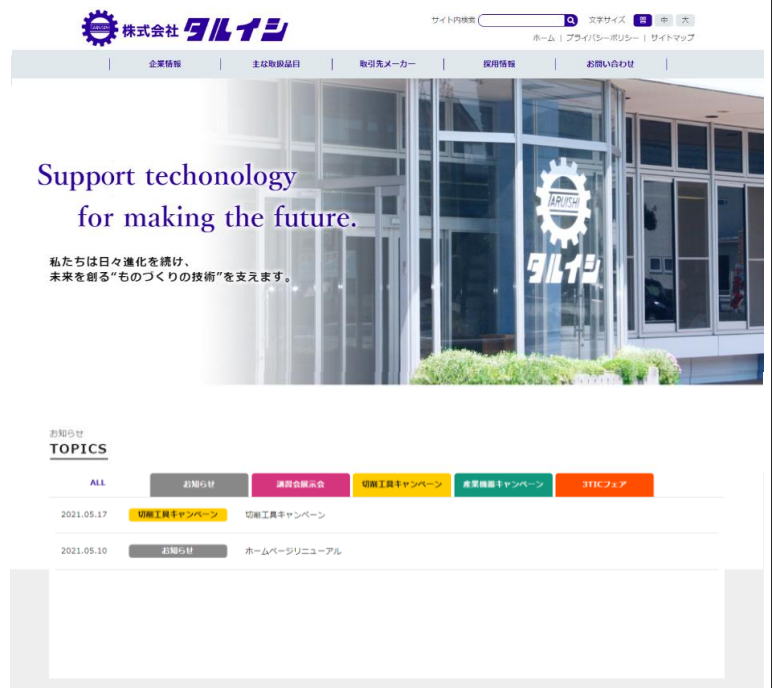 TARUISHI
株式会社 タルイシ
サイト内検索
文字サイズ 普 中 大
ホーム | プライバシーポリシー | サイトマップ
企業情報 | 主な取扱品目 | 取引先メーカー | 採用情報 | お問い合わせ
Support techonology
for making the future.
私たちは日々進化を続け、
未来を創る“ものづくりの技術”を支えます。
TARUISHI
タルイシ
お知らせ
TOPICS
ALL お知らせ 講習会展示会 切削工具キャンペーン 産業機器キャンペーン 3TICフェア
2021.05.17 切削工具キャンペーン 切削工具キャンペーン
2021.05.10 お知らせ ホームページリニューアル